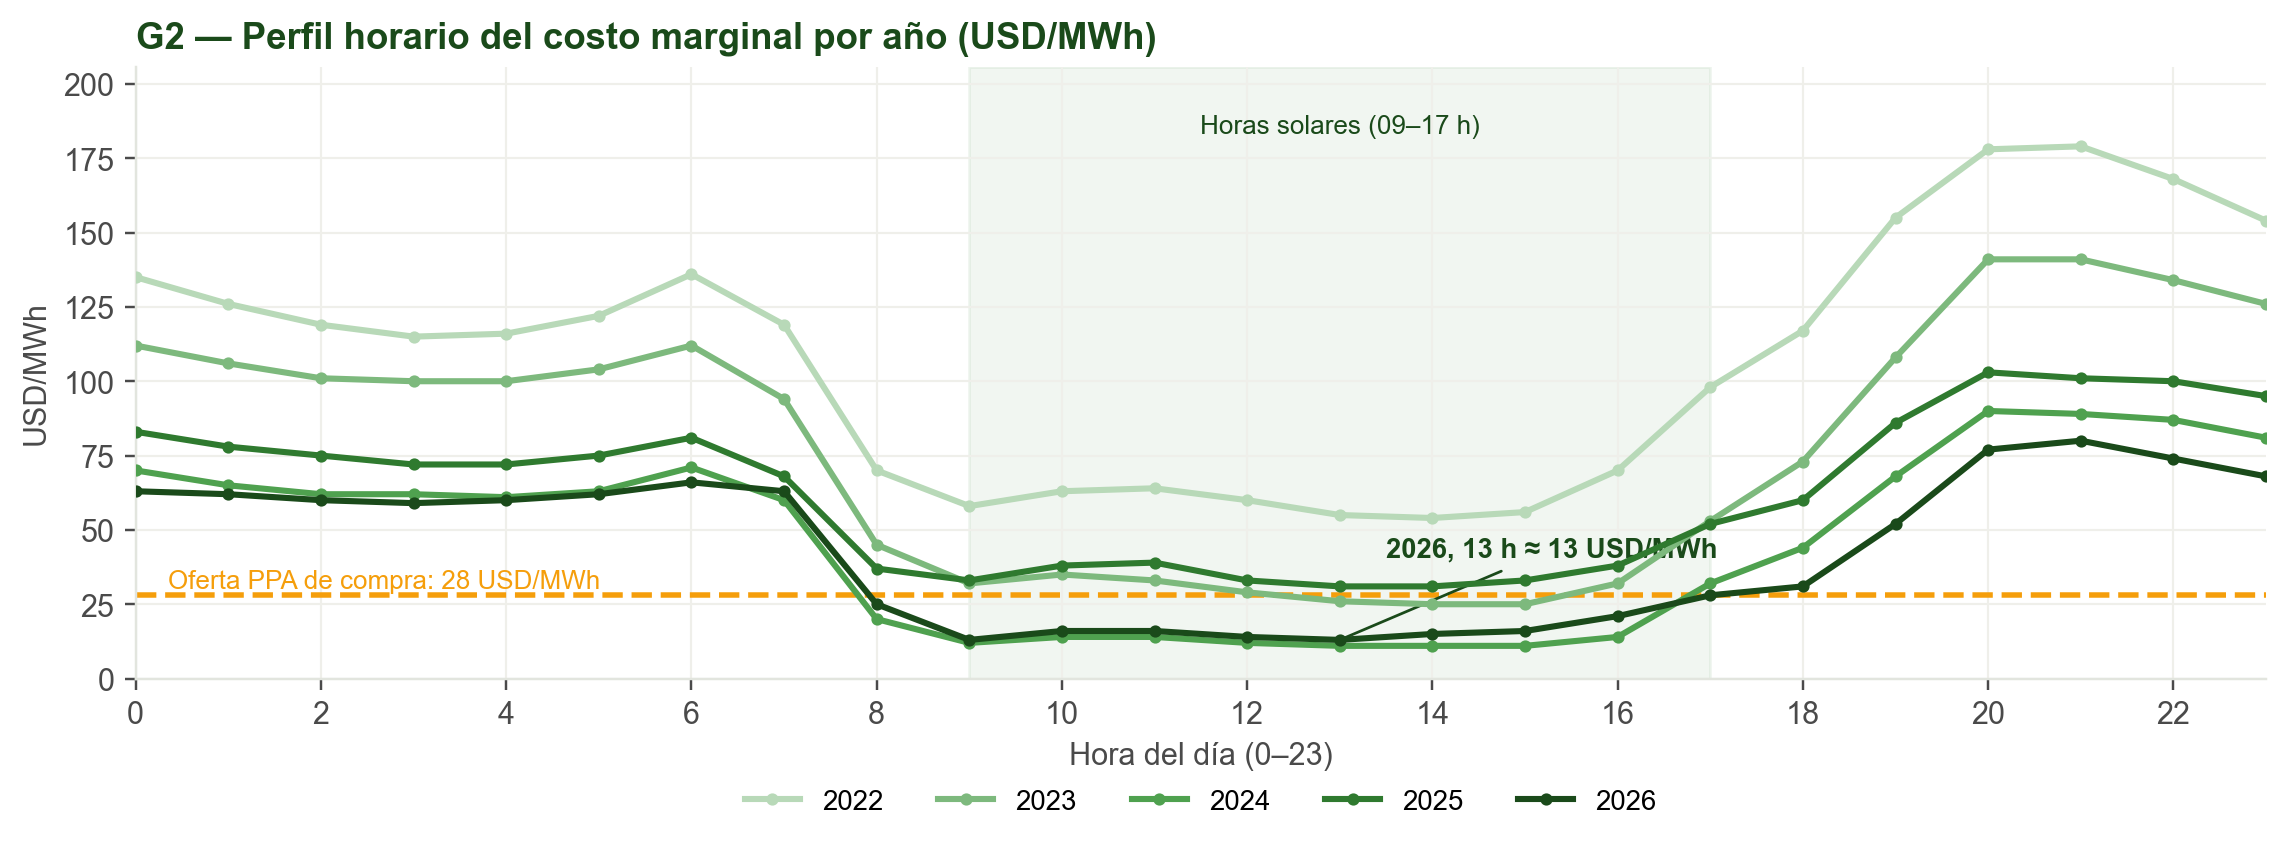 G2 — Perfil horario del costo marginal por año (USD/MWh)
200
175
150
125
100
75
50
25
0
USD/MWh
Horas solares (09–17 h)
2026, 13 h ≈ 13 USD/MWh
Oferta PPA de compra: 28 USD/MWh
0 2 4 6 8 10 12 14 16 18 20 22
Hora del día (0–23)
2022 2023 2024 2025 2026